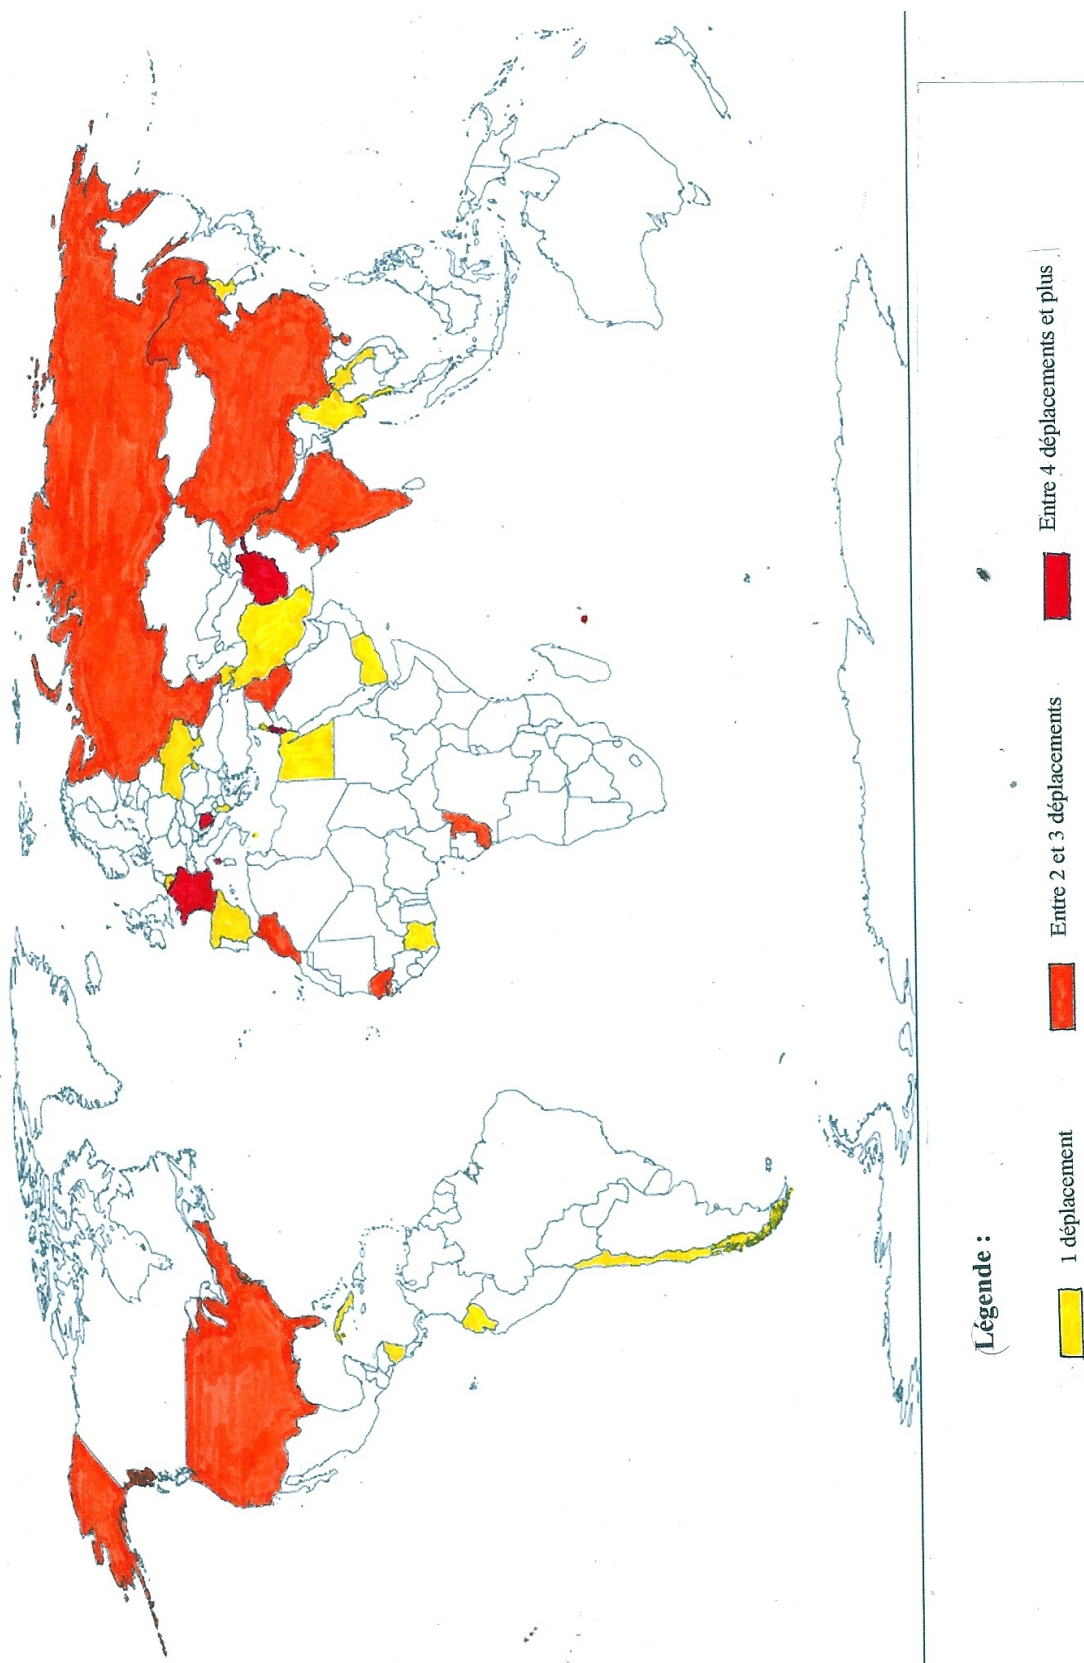 Légende :
1 déplacement
Entre 2 et 3 déplacements
Entre 4 déplacements et plus